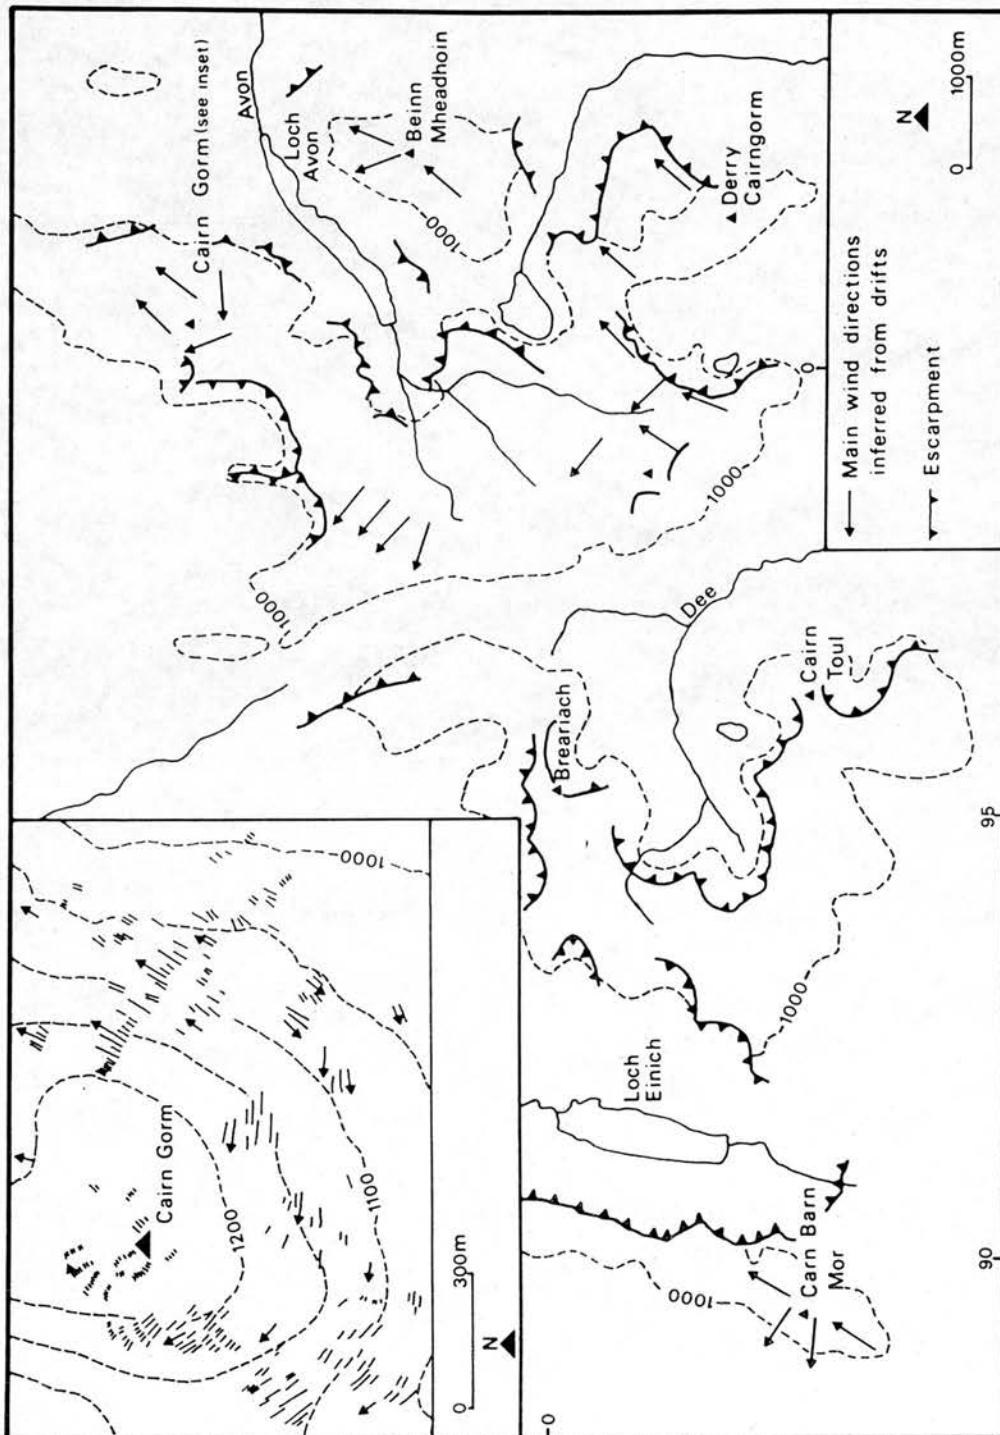 Cairn Gorm (see inset)
Avon
Loch
Avon
Beinn
Mheadhoin
1000
Derry
Cairngorm
1000
1000
0
Dee
Breariach
Cairn
Toul
95
1000
Loch
Einich
Carn Barn
Mor
1000
90
0
Cairn Gorm
1200
1100
1000
0 300m
N
Main wind directions
inferred from drifts
Escarpment
N
0 1000m